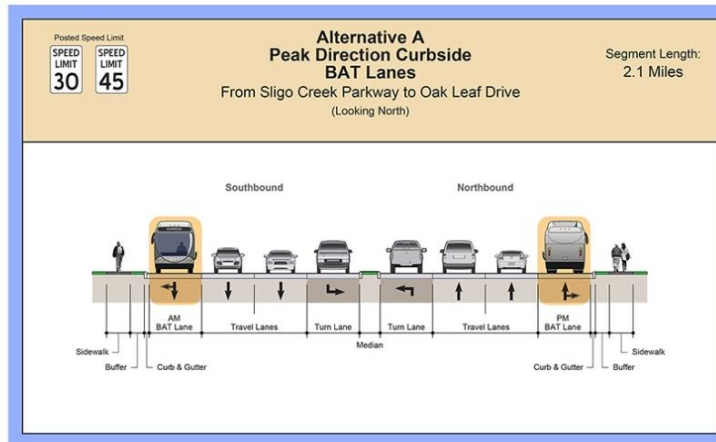 Posted Speed Limit
SPEED
LIMIT
30
SPEED
LIMIT
45
Alternative A
Peak Direction Curbside
BAT Lanes
From Sligo Creek Parkway to Oak Leaf Drive
(Looking North)
Segment Length:
2.1 Miles
Southbound
Northbound
AM
BAT Lane
Travel Lanes
Turn Lane
Median
Turn Lane
Travel Lanes
PM
BAT Lane
Sidewalk
Buffer
Curb & Gutter
Curb & Gutter
Buffer
Sidewalk